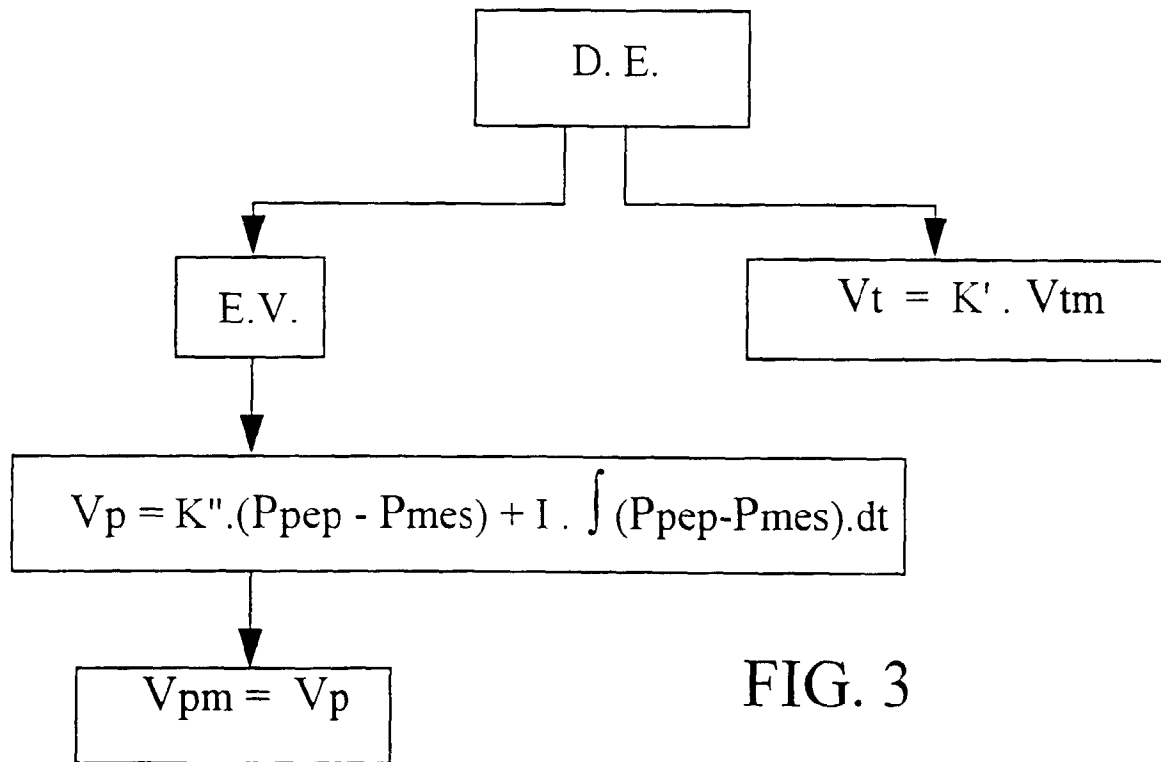 D. E.
E.V.
Vt = K' . Vtm
Vp = K".(Ppep - Pmes) + I . ∫ (Ppep-Pmes).dt
Vpm = Vp
FIG. 3